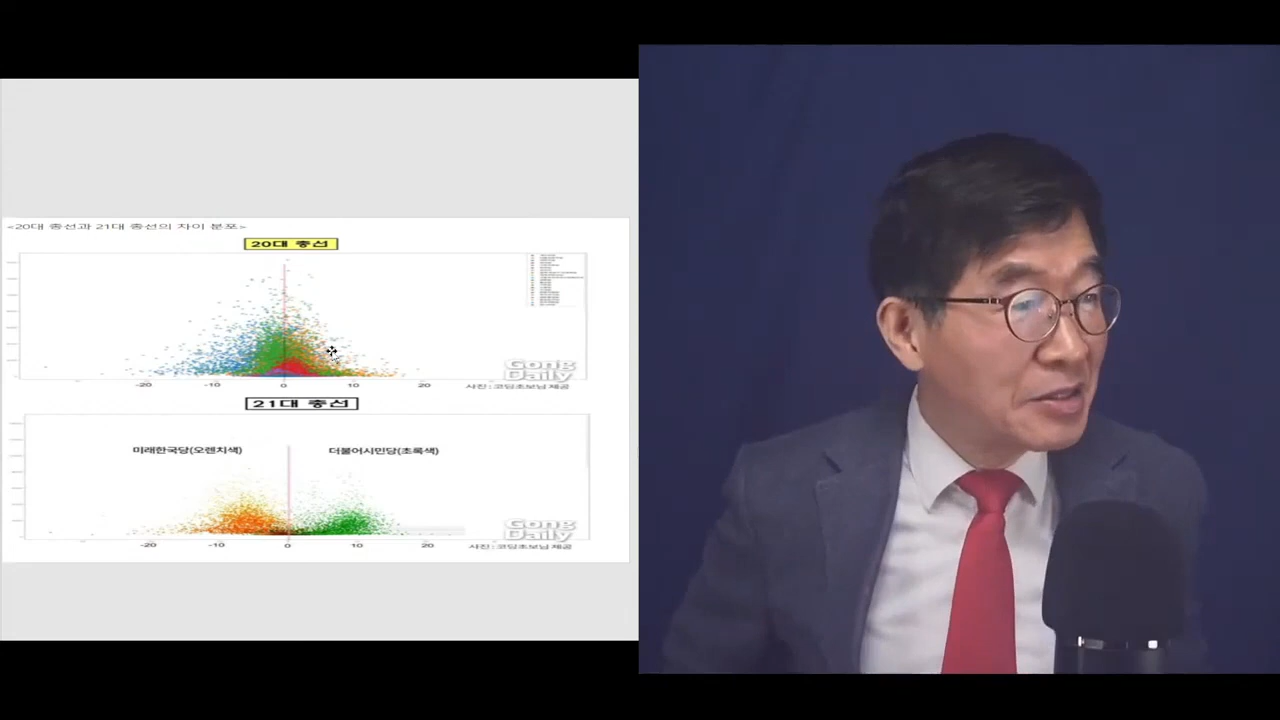 <20대 총선과 21대 총선의 차이 분포>
20대 총선
Gong
Daily
-20 -10 0 10 20
사진 : 코딩초보님 제공
21대 총선
미래한국당(오렌치색) 더불어시민당(초록색)
Gong
Daily
-20 -10 0 10 20
사진 : 코딩초보님 제공